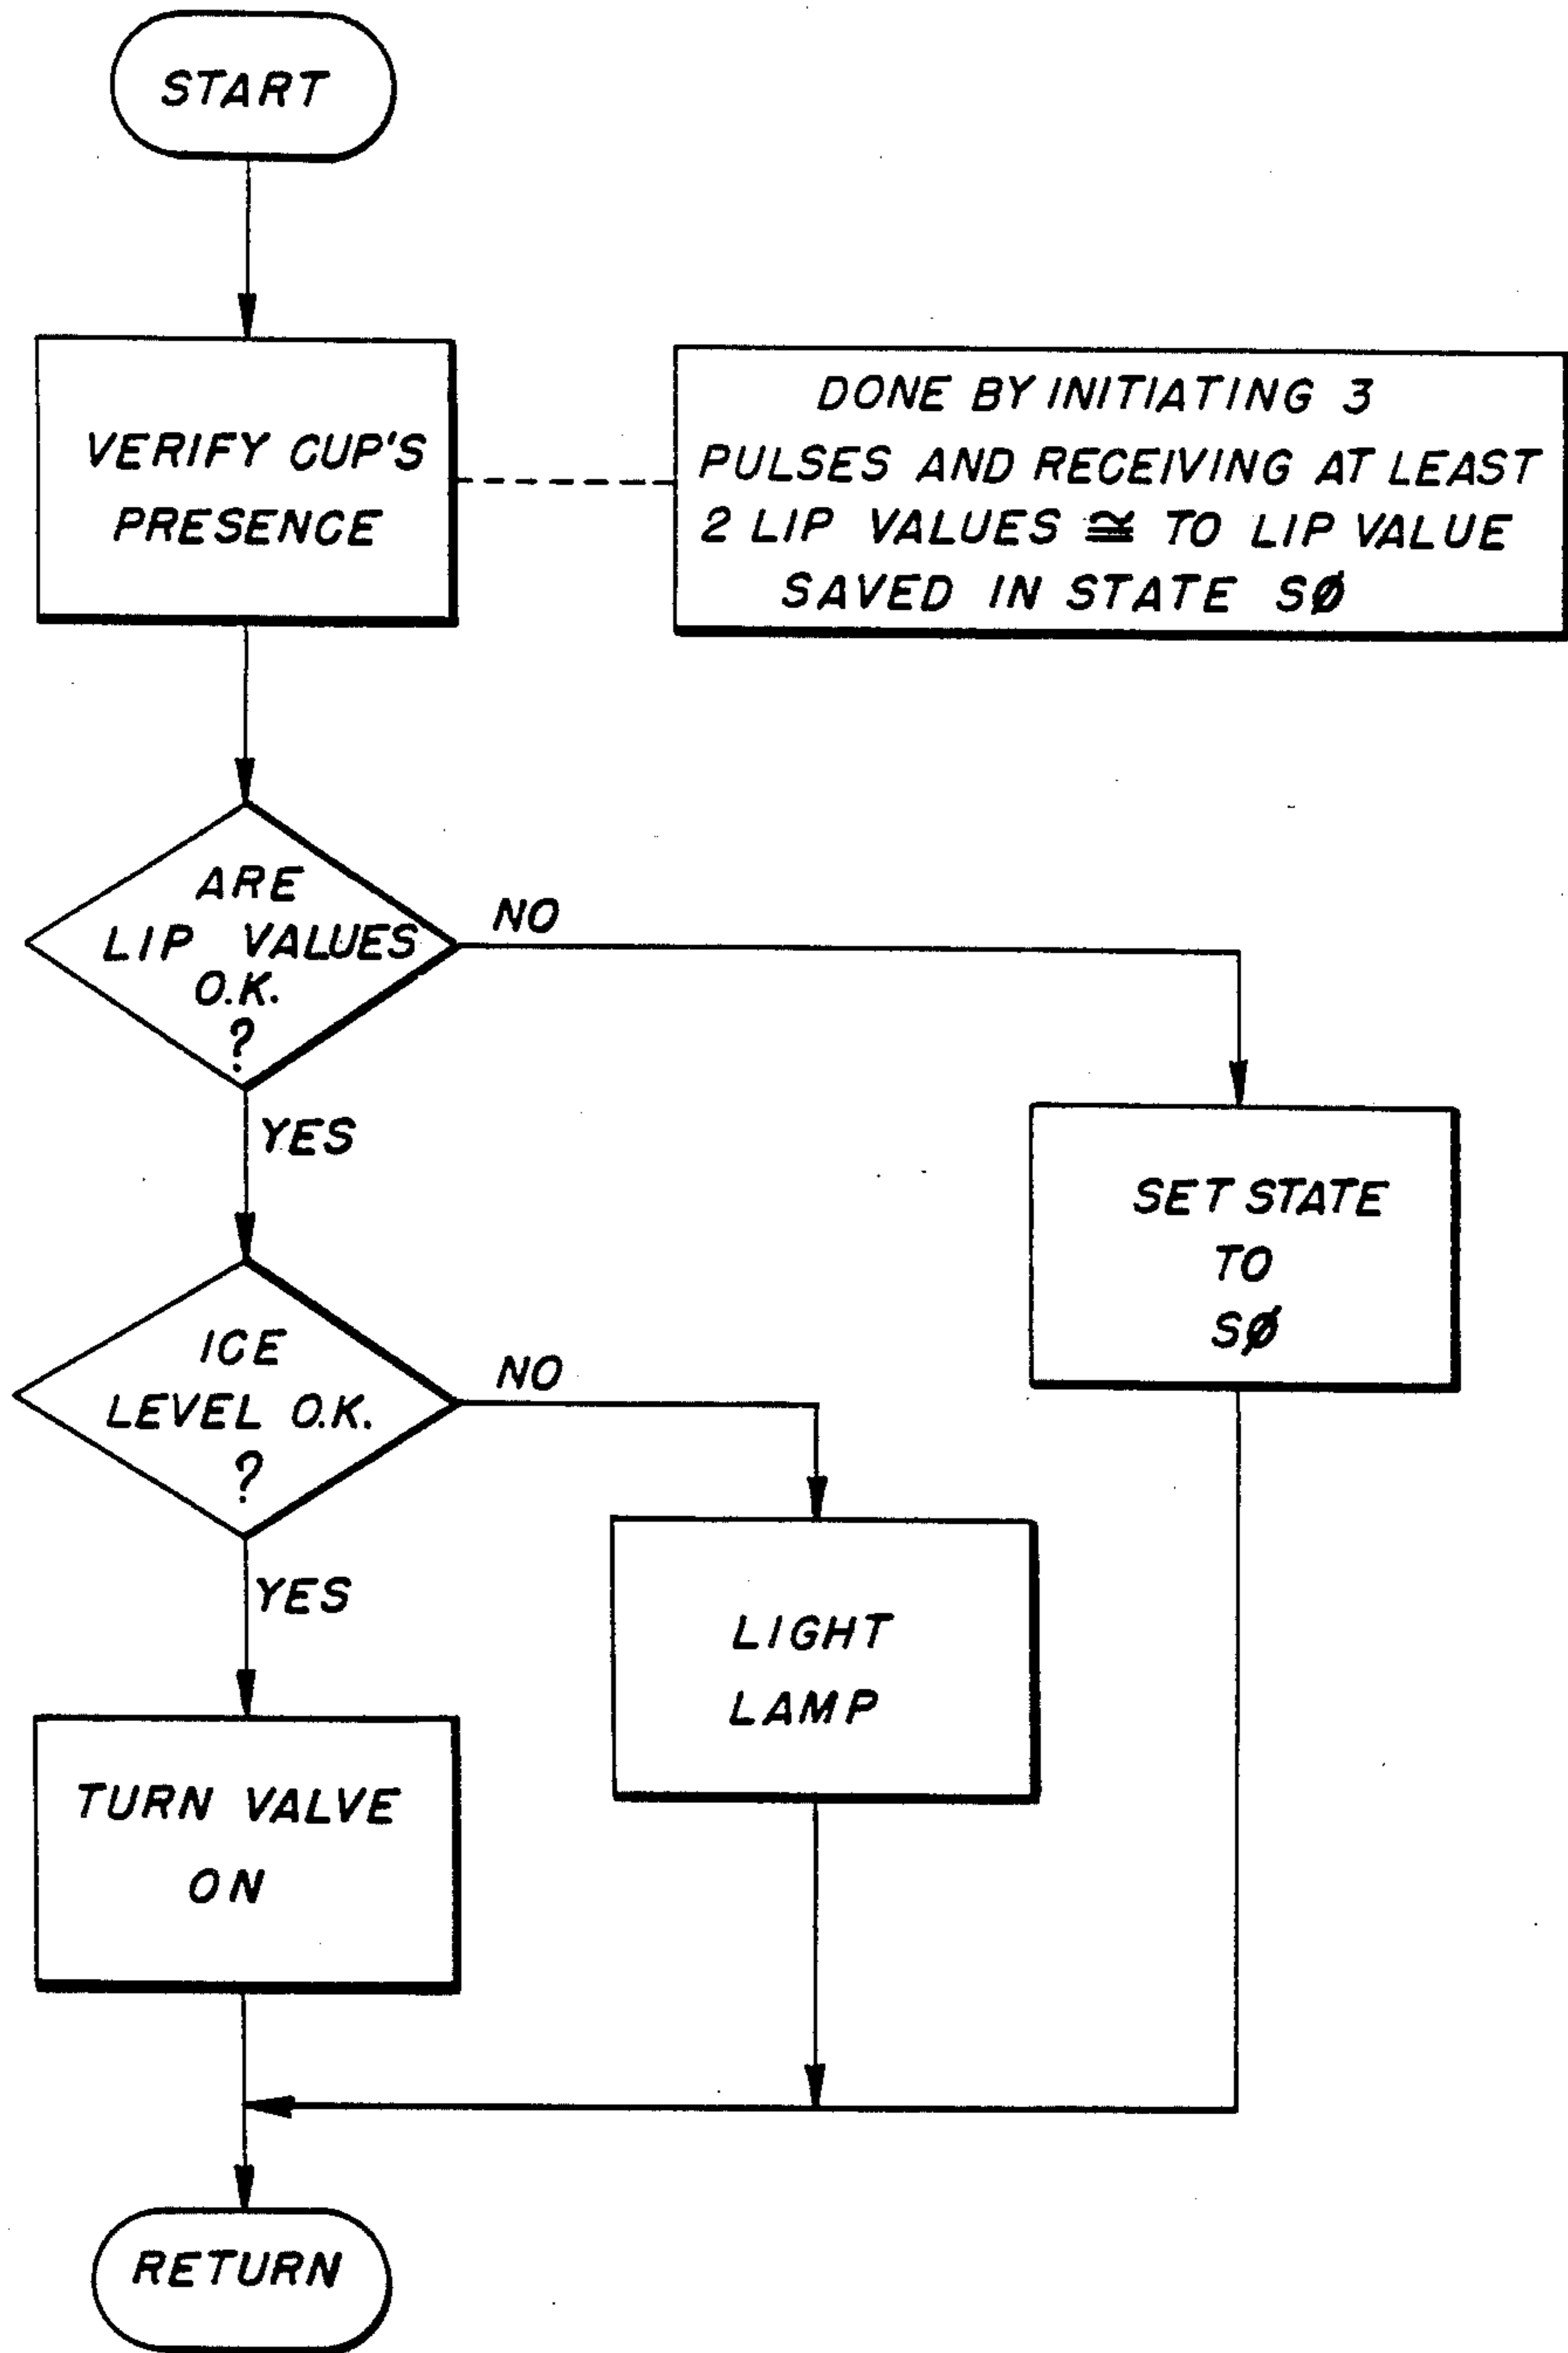 START
VERIFY CUP'S
PRESENCE
DONE BY INITIATING 3
PULSES AND RECEIVING AT LEAST
2 LIP VALUES ≅ TO LIP VALUE
SAVED IN STATE SØ
ARE
LIP VALUES
O.K.
?
NO
YES
SET STATE
TO
SØ
ICE
LEVEL O.K.
?
NO
YES
LIGHT
LAMP
TURN VALVE
ON
RETURN